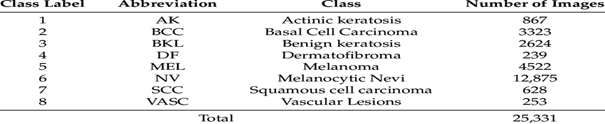 Class Label Abbreviation Class Number of Images
1 AK Actinic keratosis 867
2 BCC Basal Cell Carcinoma 3323
3 BKL Benign keratosis 2624
4 DF Dermatofibroma 239
5 MEL Melanoma 4522
6 NV Melanocytic Nevi 12,875
7 SCC Squamous cell carcinoma 628
8 VASC Vascular Lesions 253
Total 25,331